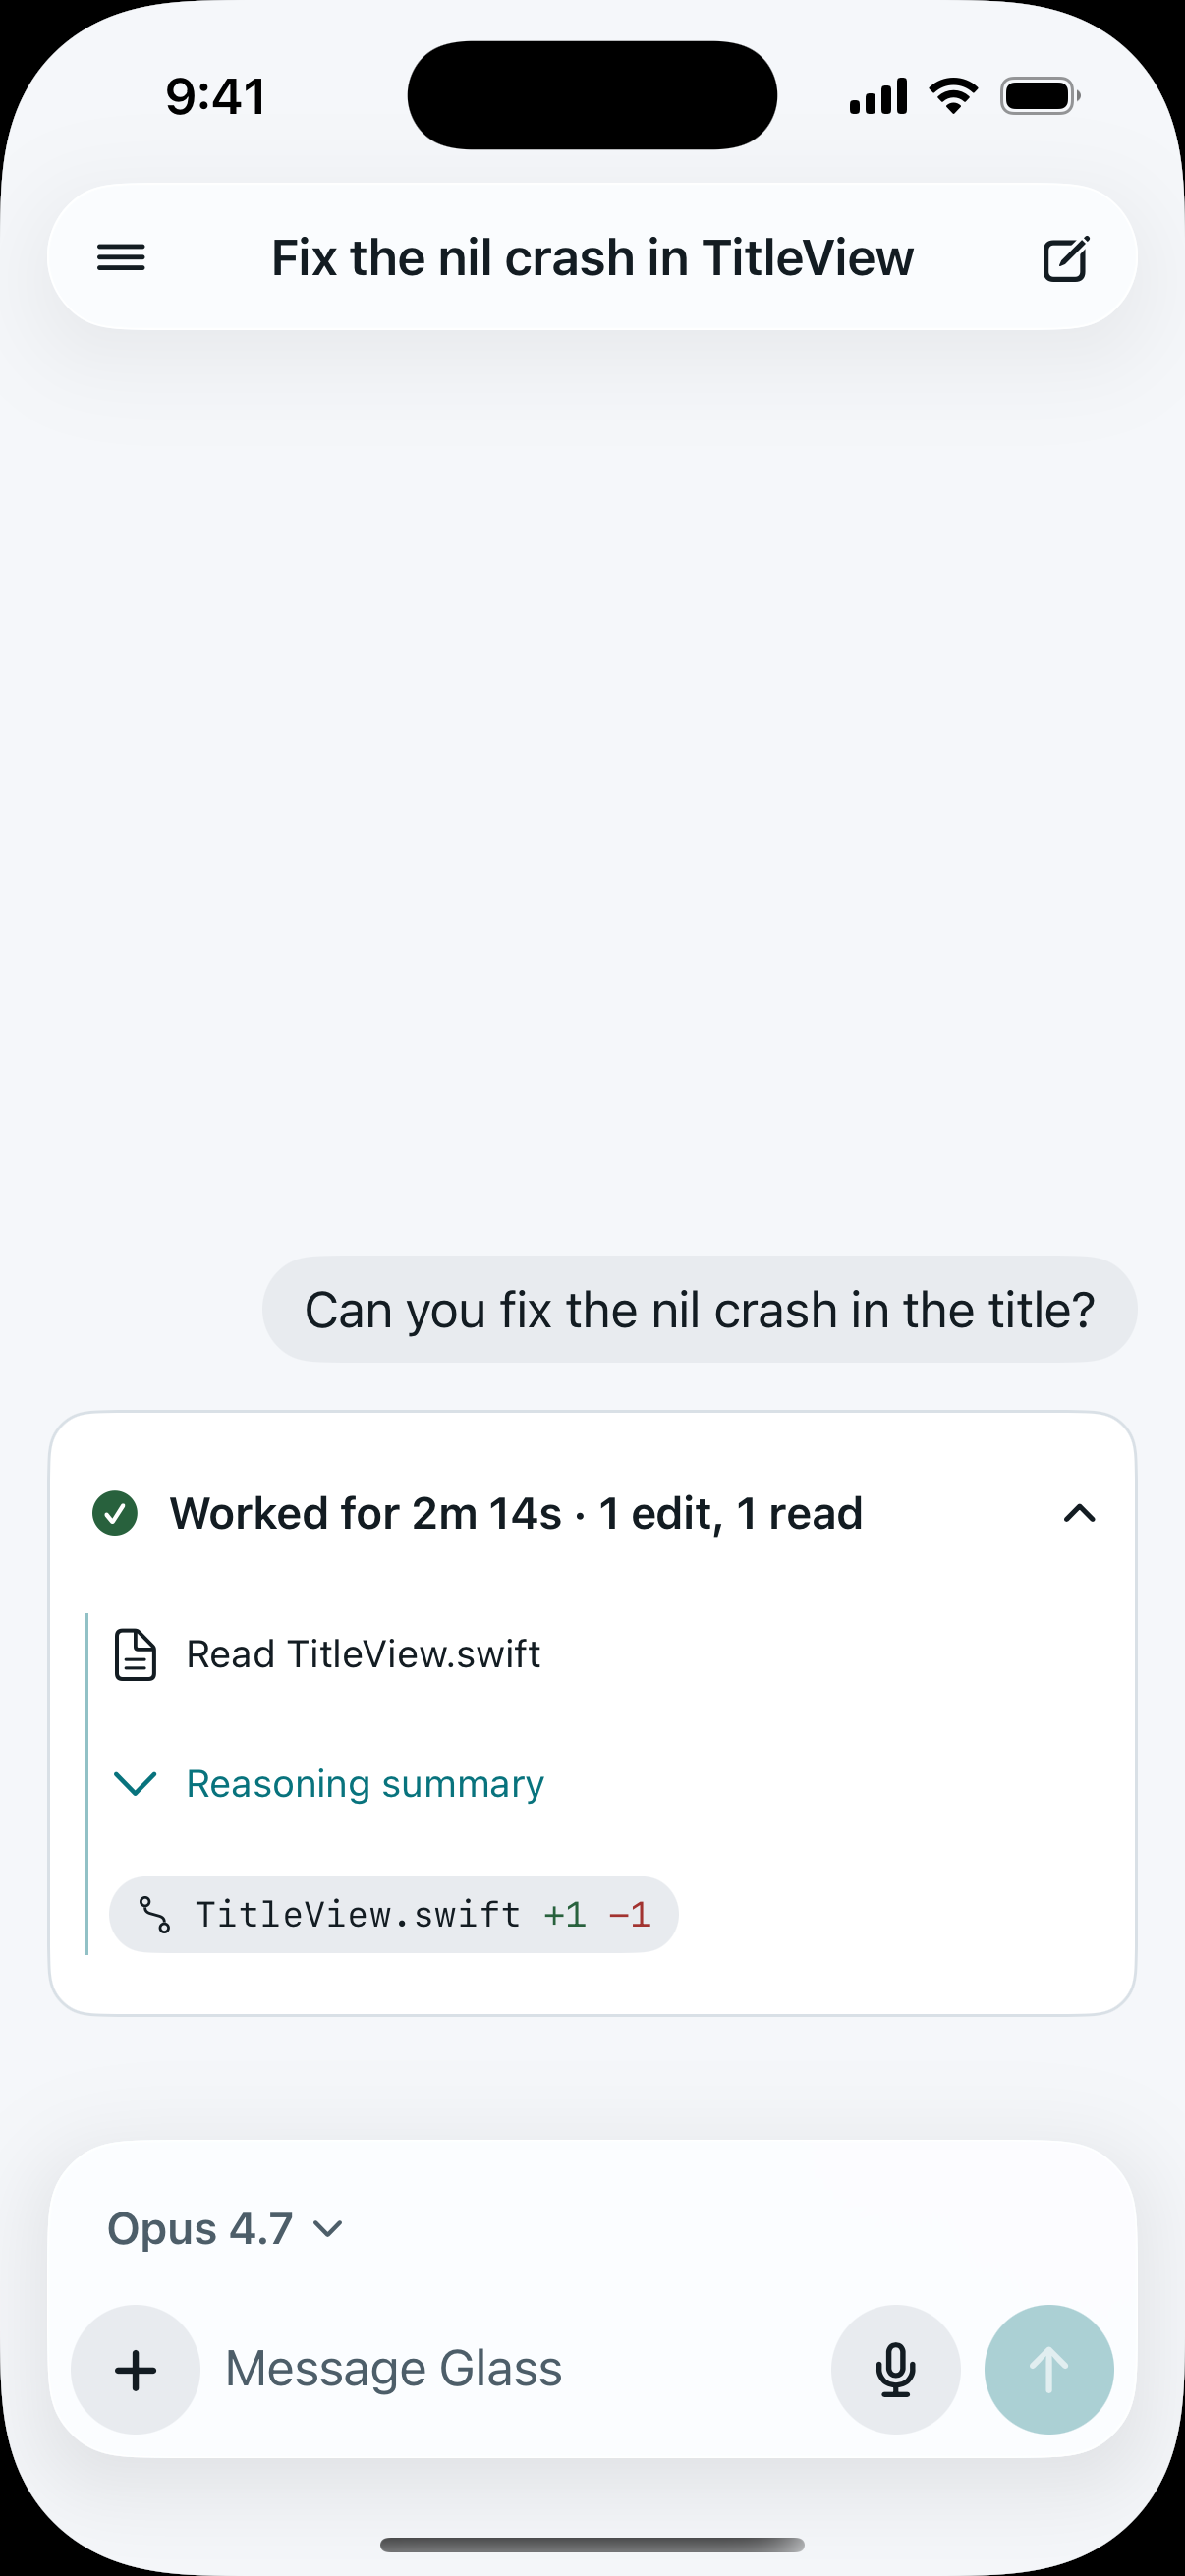 9:41
Fix the nil crash in TitleView
Can you fix the nil crash in the title?
Worked for 2m 14s · 1 edit, 1 read
Read TitleView.swift
Reasoning summary
TitleView.swift +1 −1
Opus 4.7
Message Glass